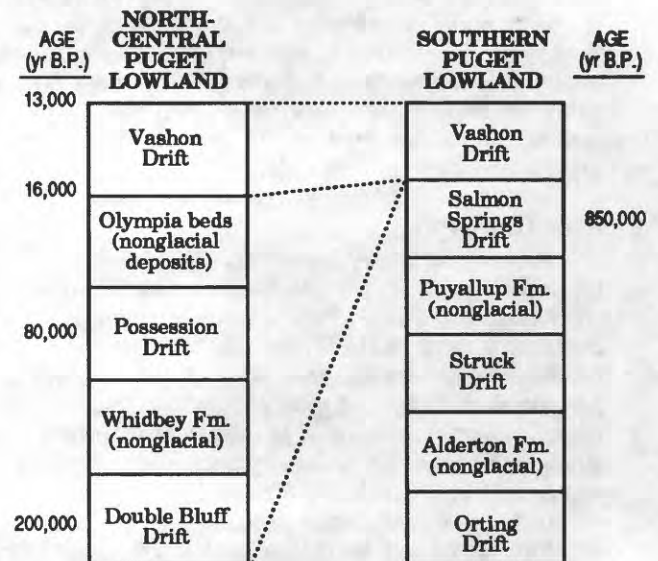 AGE
(yr B.P.)
NORTH-
CENTRAL
PUGET
LOWLAND
SOUTHERN
PUGET
LOWLAND
AGE
(yr B.P.)
13,000
Vashon
Drift
16,000
Olympia beds
(nonglacial
deposits)
80,000
Possession
Drift
Whidbey Fm.
(nonglacial)
200,000
Double Bluff
Drift
Vashon
Drift
Salmon
Springs
Drift
850,000
Puyallup Fm.
(nonglacial)
Struck
Drift
Alderton Fm.
(nonglacial)
Orting
Drift